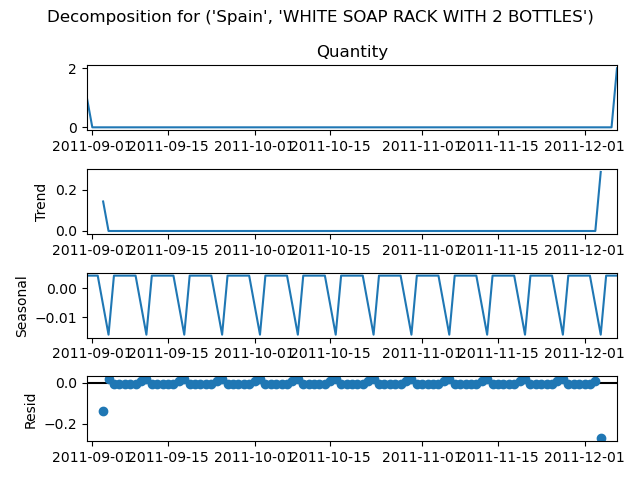 Decomposition for ('Spain', 'WHITE SOAP RACK WITH 2 BOTTLES')
Quantity
2
0
2011-09-01 2011-09-15 2011-10-01 2011-10-15 2011-11-01 2011-11-15 2011-12-01
Trend
0.2
0.0
2011-09-01 2011-09-15 2011-10-01 2011-10-15 2011-11-01 2011-11-15 2011-12-01
Seasonal
0.00
−0.01
2011-09-01 2011-09-15 2011-10-01 2011-10-15 2011-11-01 2011-11-15 2011-12-01
Resid
0.0
−0.2
2011-09-01 2011-09-15 2011-10-01 2011-10-15 2011-11-01 2011-11-15 2011-12-01